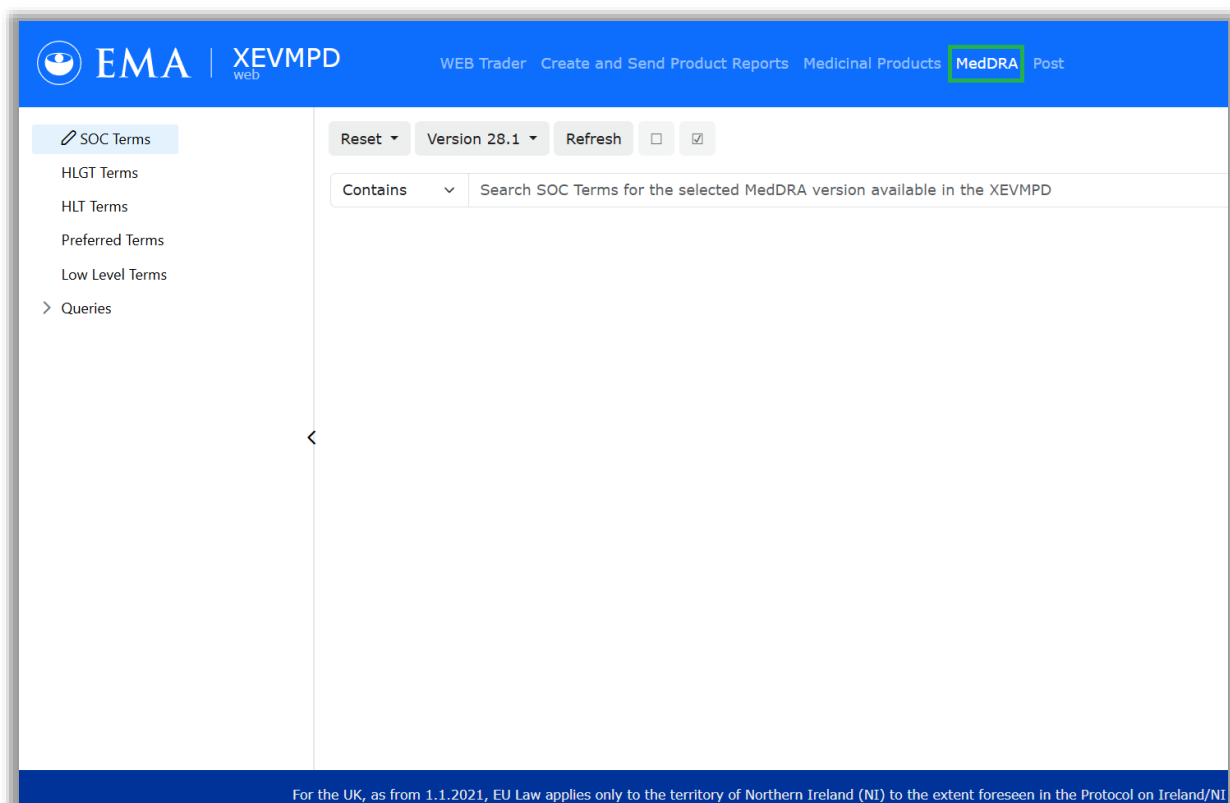 EMA XEVMPD
web
WEB Trader Create and Send Product Reports Medicinal Products MedDRA Post
SOC Terms
HLGT Terms
HLT Terms
Preferred Terms
Low Level Terms
Queries
Reset Version 28.1 Refresh
Contains Search SOC Terms for the selected MedDRA version available in the XEVMPD
For the UK, as from 1.1.2021, EU Law applies only to the territory of Northern Ireland (NI) to the extent foreseen in the Protocol on Ireland/NI